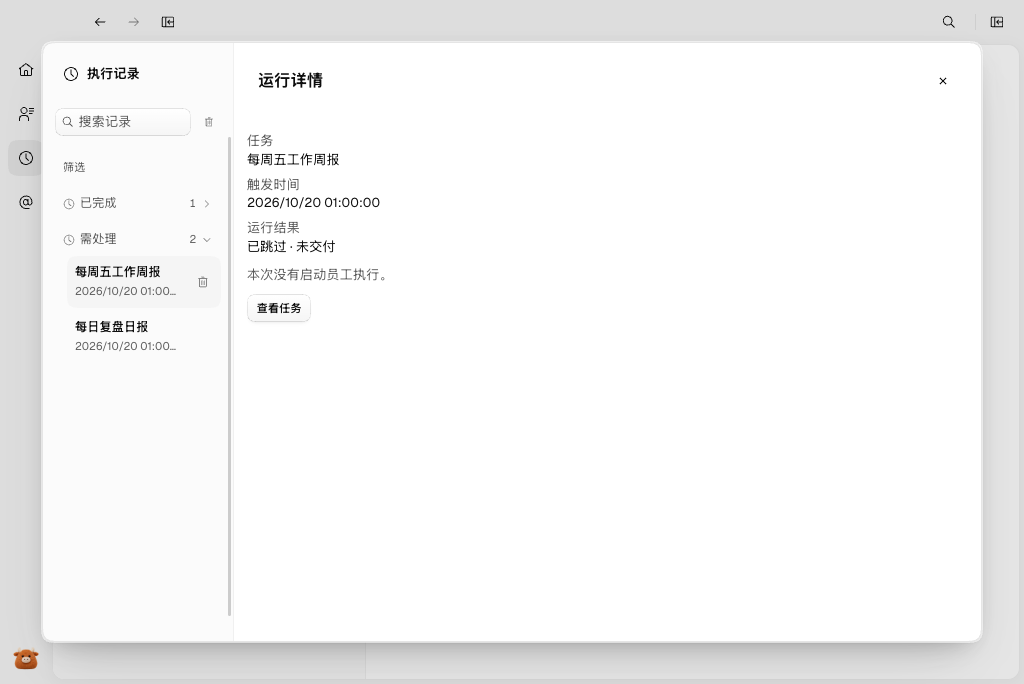 执行记录
搜索记录
筛选
已完成 1
需处理 2
每周五工作周报
2026/10/20 01:00...
每日复盘日报
2026/10/20 01:00...
运行详情
任务
每周五工作周报
触发时间
2026/10/20 01:00:00
运行结果
已跳过 · 未交付
本次没有启动员工执行。
查看任务